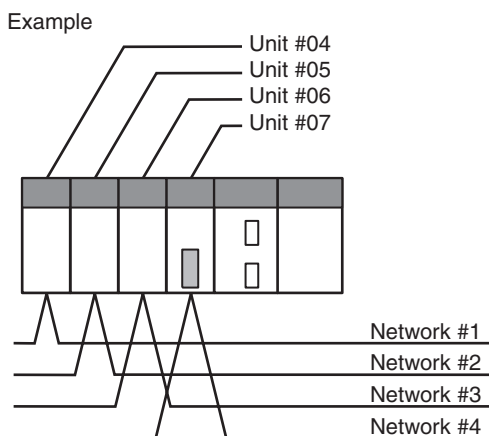 Example
Unit #04
Unit #05
Unit #06
Unit #07
Network #1
Network #2
Network #3
Network #4